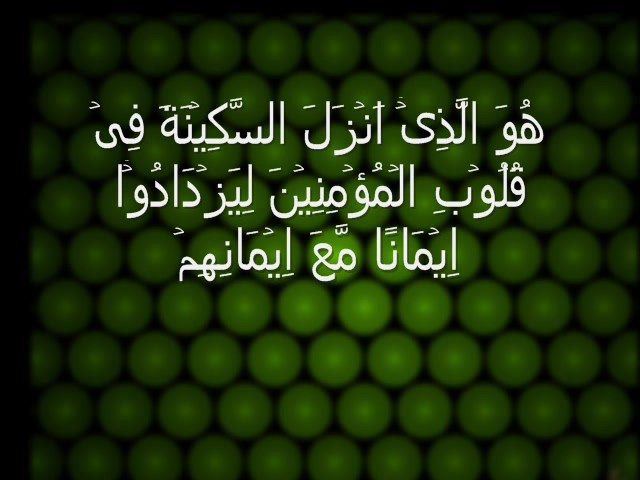 هُوَ الَّذِىۡۤ اَنۡزَلَ السَّكِيۡنَةَ فِىۡ
قُلُوۡبِ الۡمُؤۡمِنِيۡنَ لِيَزۡدَادُوۡۤا
اِيۡمَانًا مَّعَ اِيۡمَانِهِمۡ